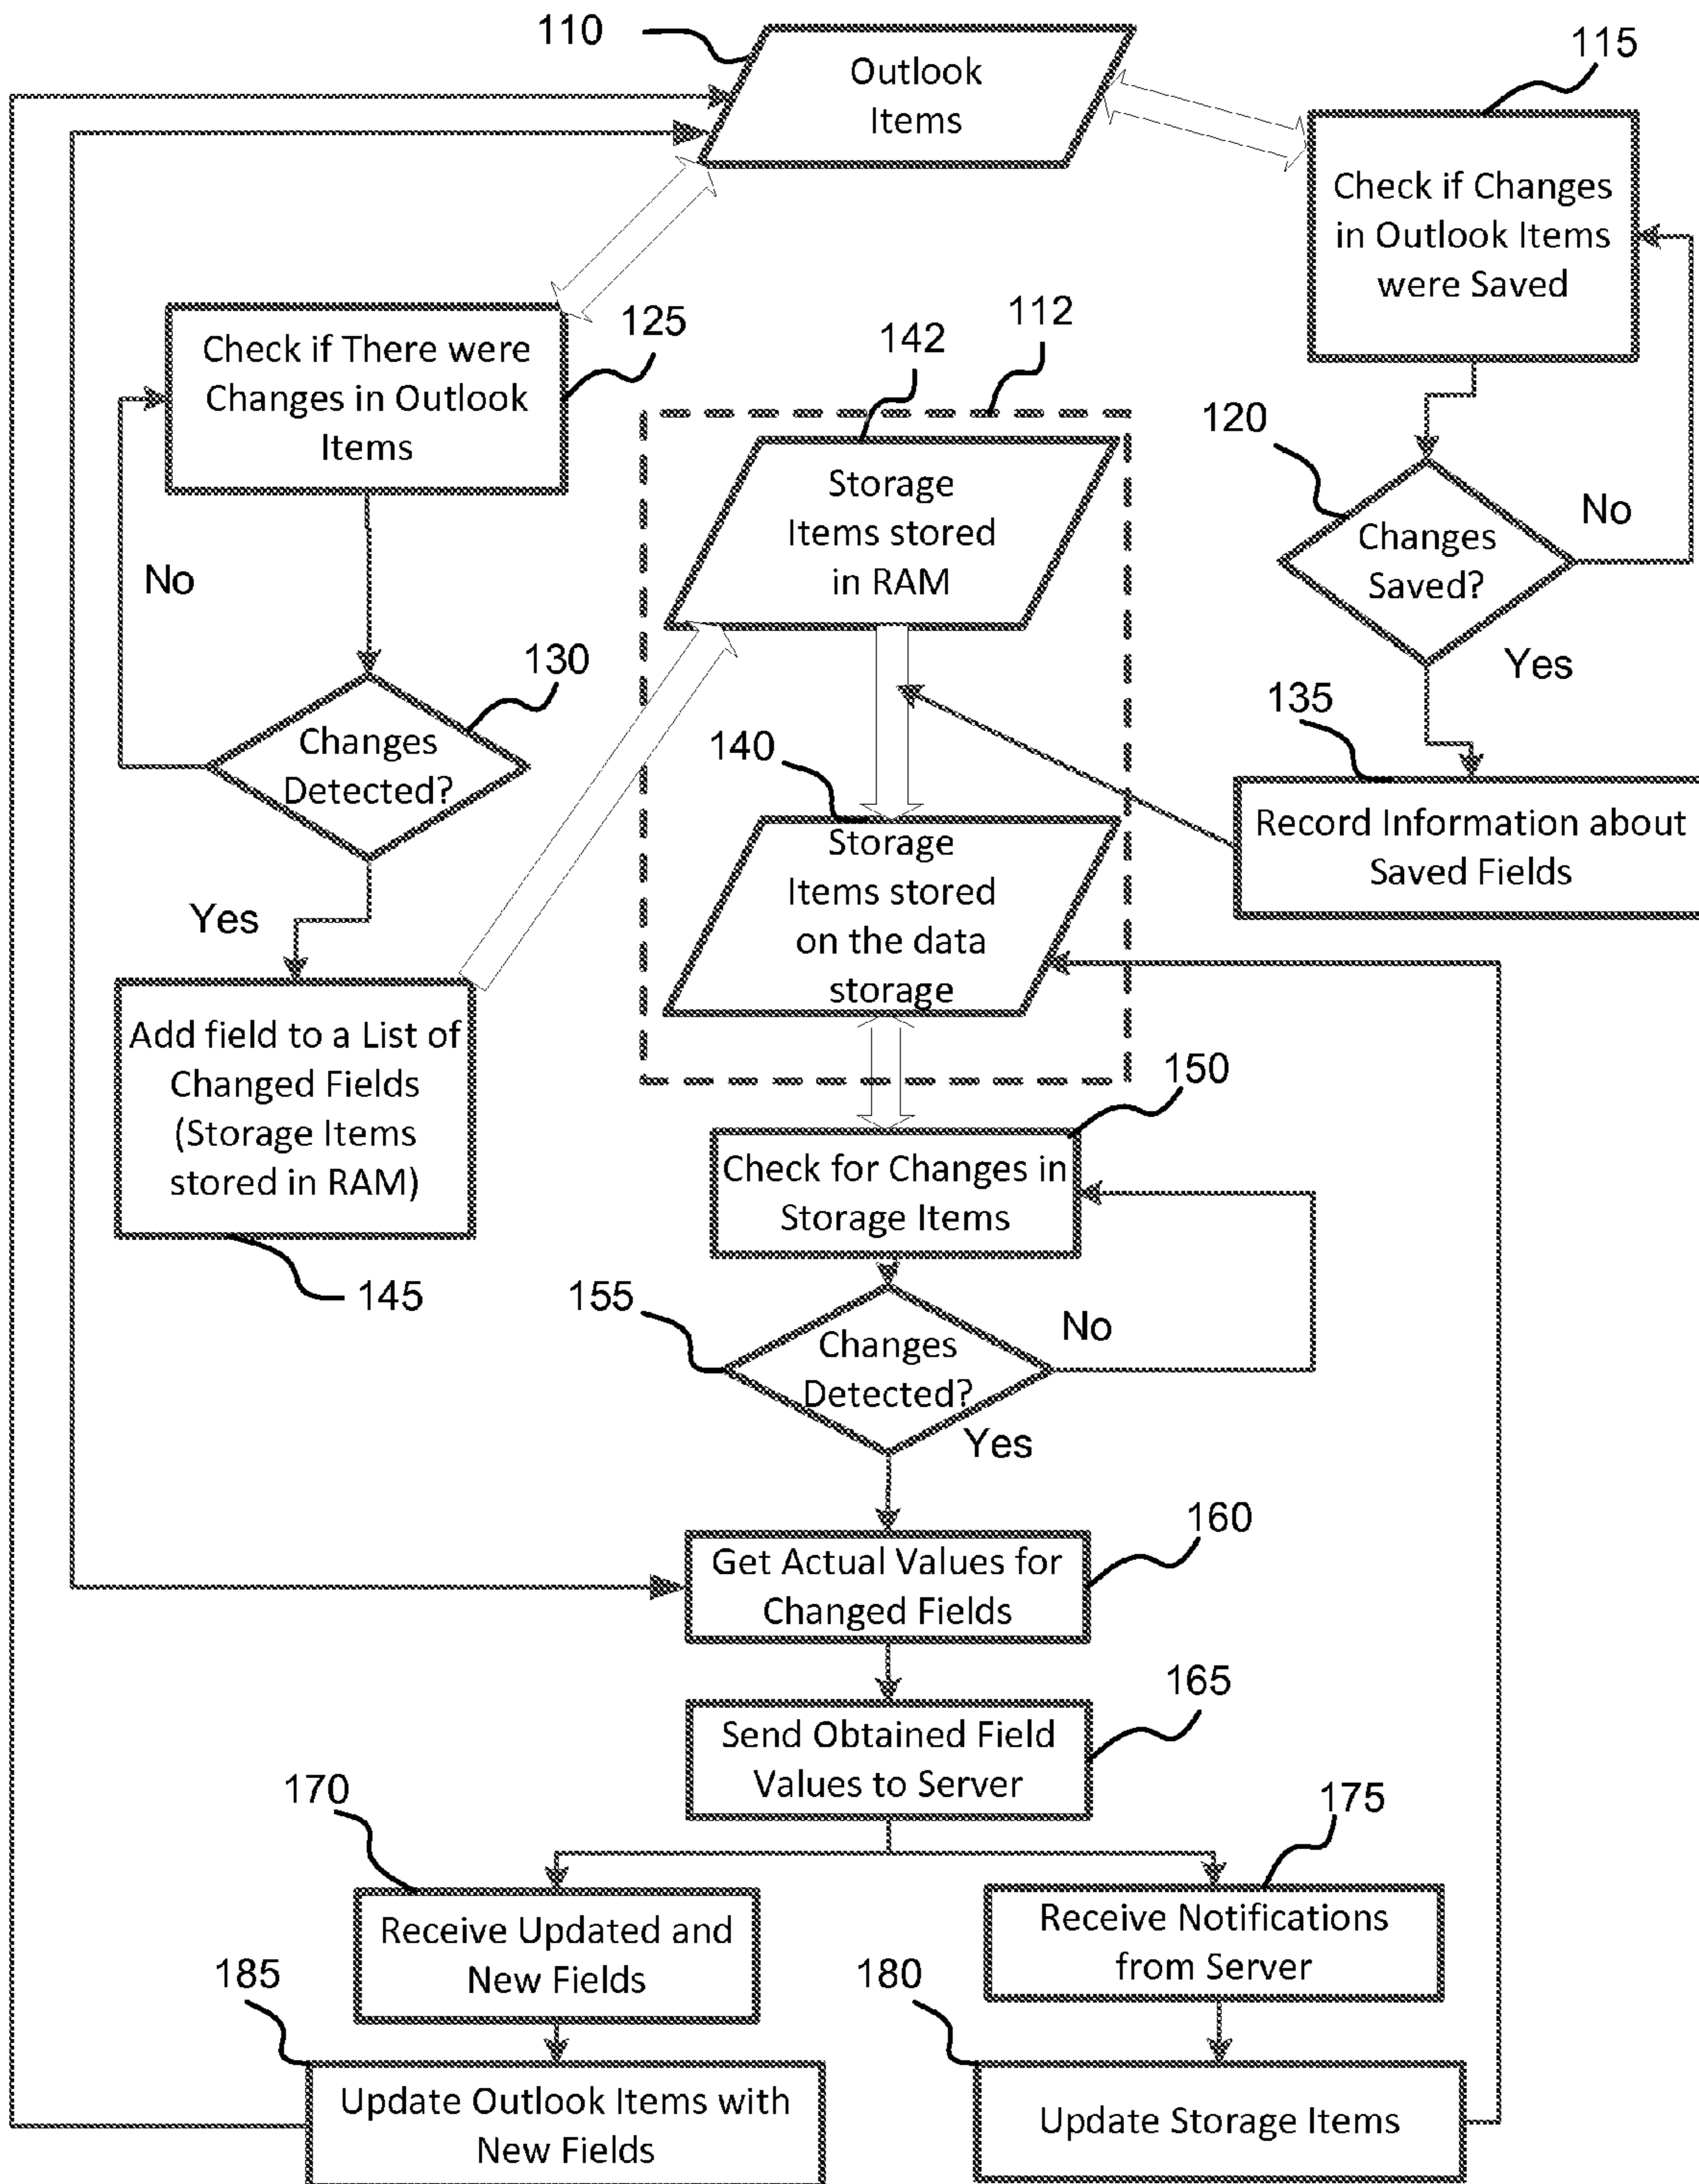 110
Outlook
Items
115
Check if Changes
in Outlook Items
were Saved
125
Check if There were
Changes in Outlook
Items
112
142
Storage
Items stored
in RAM
120
Changes
Saved?
No
Yes
No
130
Changes
Detected?
Yes
135
Record Information about
Saved Fields
140
Storage
Items stored
on the data
storage
Add field to a List of
Changed Fields
(Storage Items
stored in RAM)
145
150
Check for Changes in
Storage Items
155
Changes
Detected?
No
Yes
160
Get Actual Values for
Changed Fields
165
Send Obtained Field
Values to Server
170
Receive Updated and
New Fields
175
Receive Notifications
from Server
185
Update Outlook Items with
New Fields
180
Update Storage Items